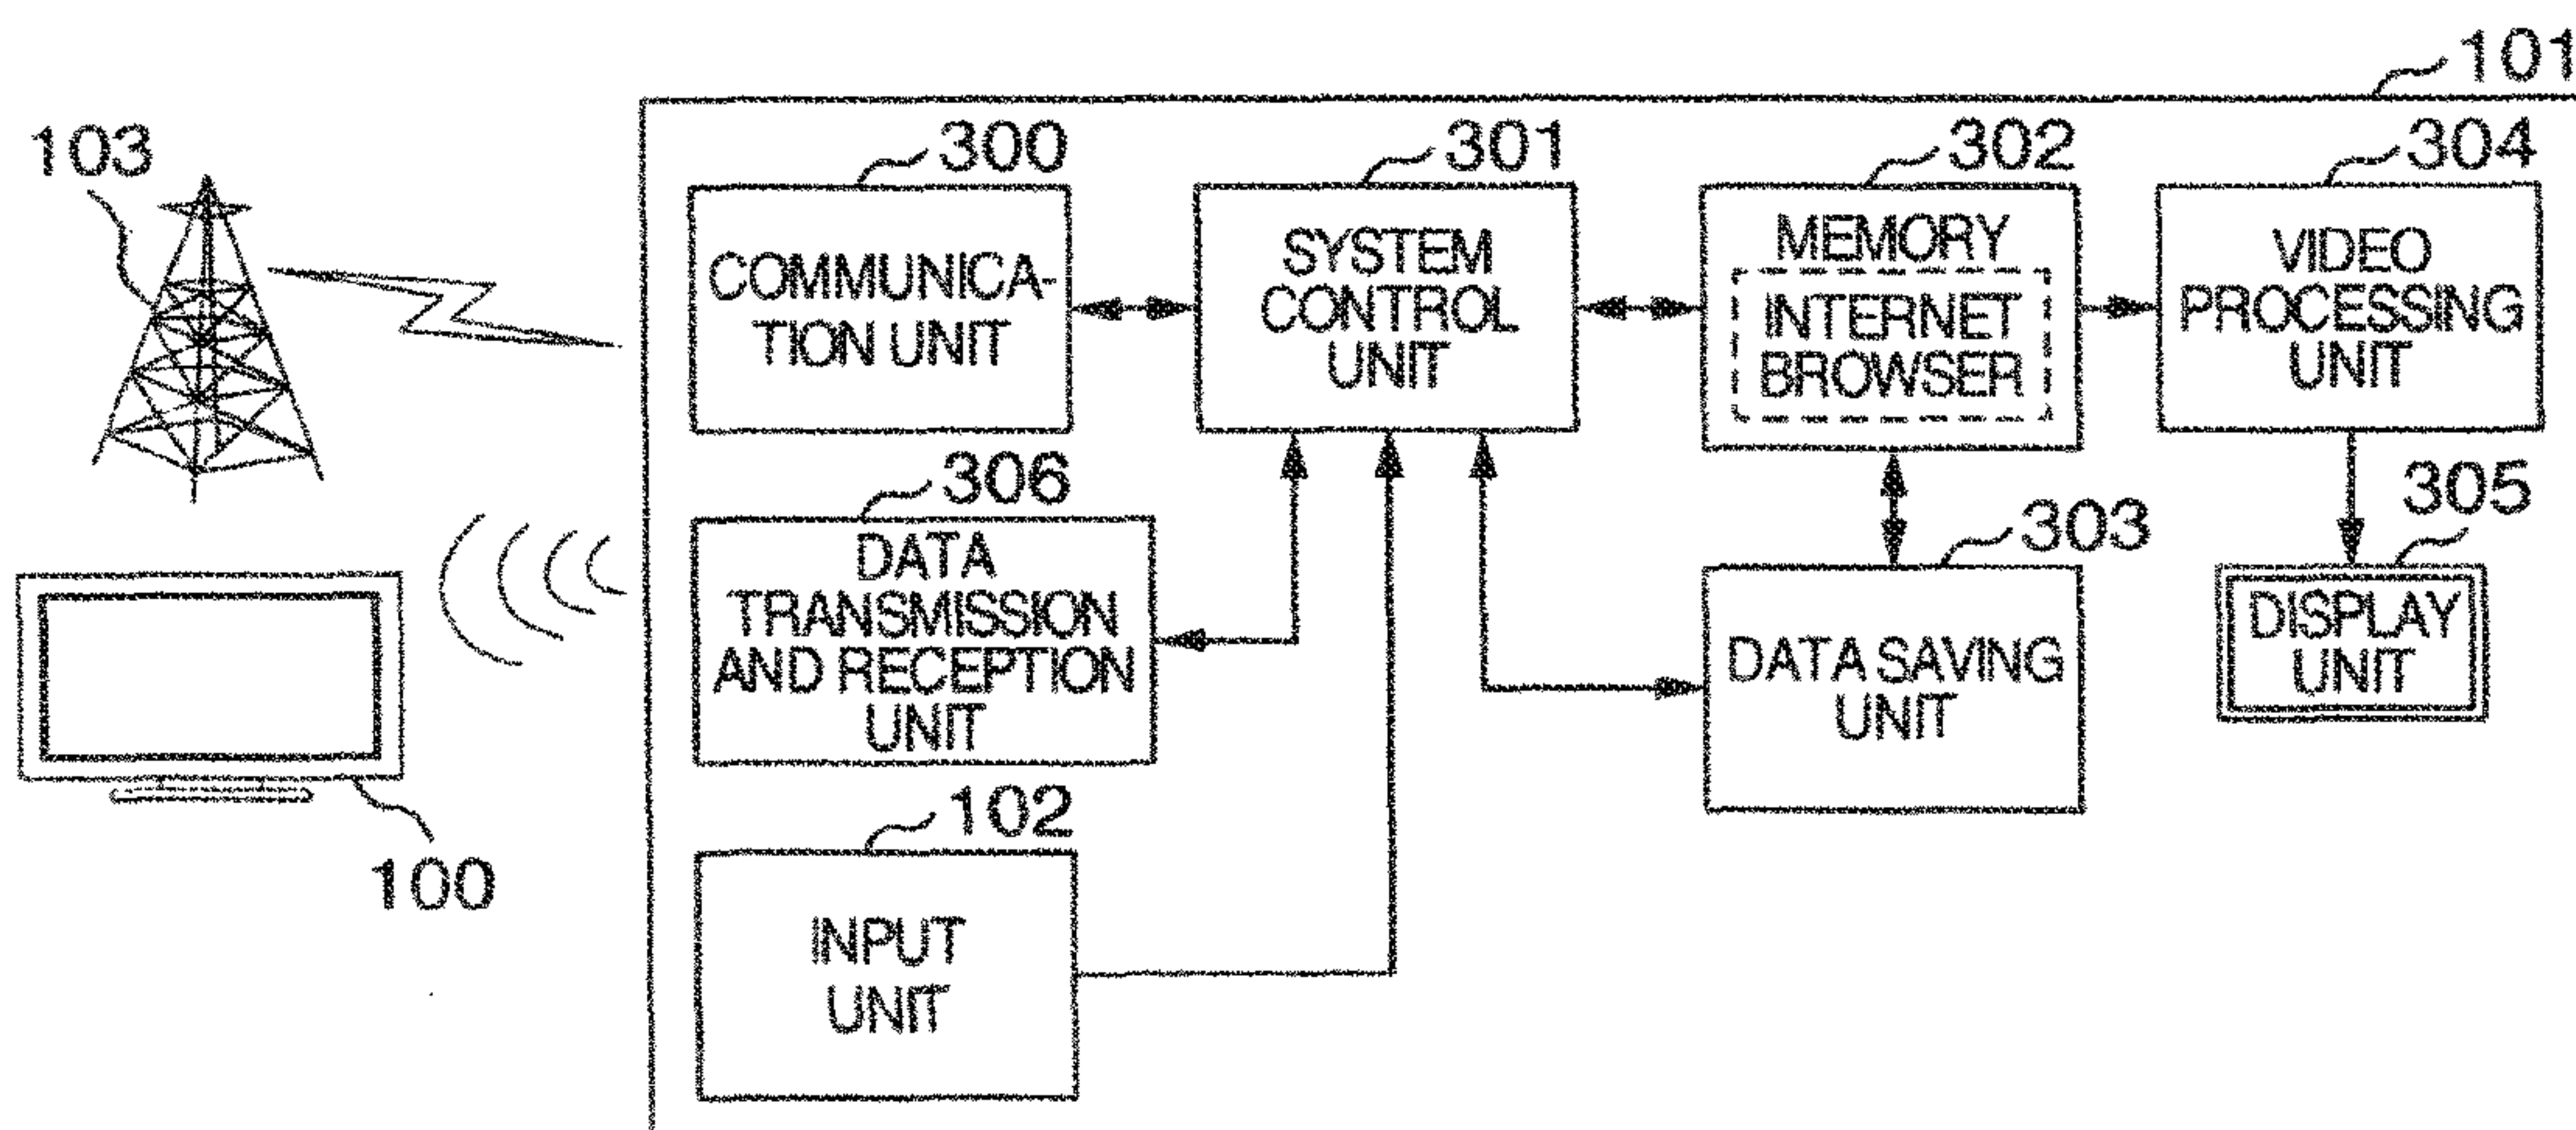 101
103
300
COMMUNICA-
TION UNIT
301
SYSTEM
CONTROL
UNIT
302
MEMORY
INTERNET
BROWSER
304
VIDEO
PROCESSING
UNIT
306
DATA
TRANSMISSION
AND RECEPTION
UNIT
303
DATA SAVING
UNIT
305
DISPLAY
UNIT
100
102
INPUT
UNIT